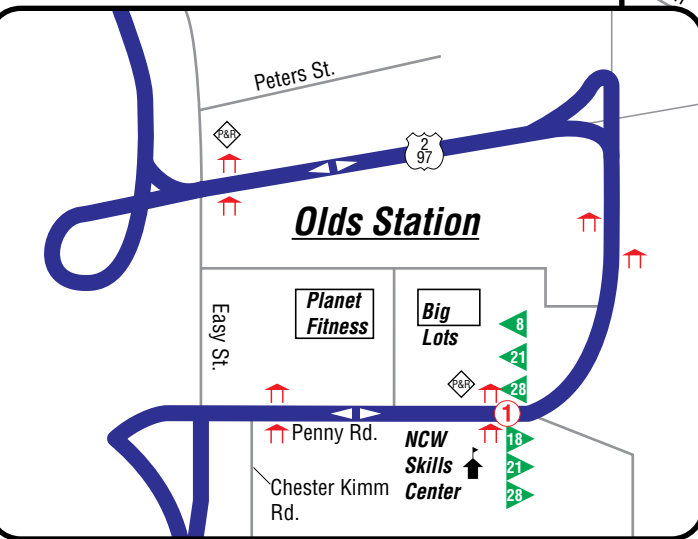 Peters St.
P&R
2
97
Olds Station
Planet
Fitness
Big
Lots
Easy St.
8
21
28
P&R
1
Penny Rd.
NCW
Skills
Center
18
21
28
Chester Kimm
Rd.